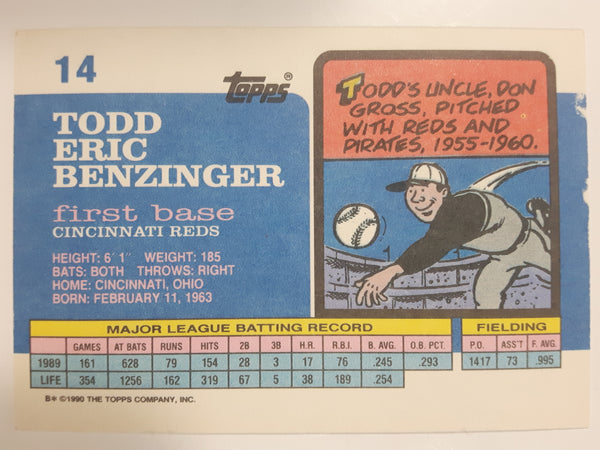 14
Topps®
TODD
ERIC
BENZINGER
first base
CINCINNATI REDS
HEIGHT: 6' 1" WEIGHT: 185
BATS: BOTH THROWS: RIGHT
HOME: CINCINNATI, OHIO
BORN: FEBRUARY 11, 1963
TODD'S UNCLE, DON
GROSS, PITCHED
WITH REDS AND
PIRATES, 1955-1960.
MAJOR LEAGUE BATTING RECORD FIELDING
GAMES AT BATS RUNS HITS 2B 3B H.R. R.B.I. B. AVG. O.B. PCT. P.O. ASS'T F. AVG.
1989 161 628 79 154 28 3 17 76 .245 .293 1417 73 .995
LIFE 354 1256 162 319 67 5 38 189 .254
B* ©1990 THE TOPPS COMPANY, INC.